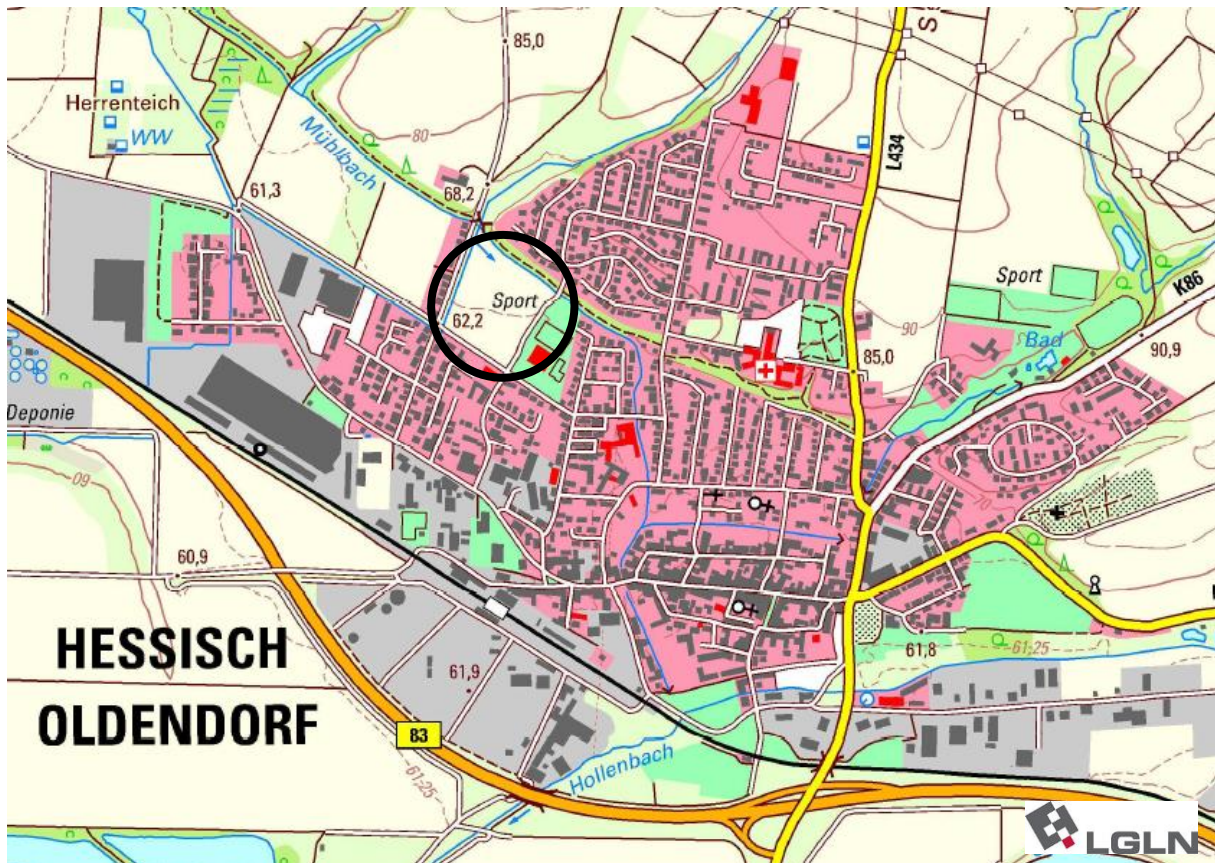 85,0
S
Herrenteich
WW
Mühlbach
80
L434
61,3
68,2
Sport
62,2
Sport
K86
90
85,0
Bad
90,9
Deponie
60
70
60,9
HESSISCH
OLDENDORF
61,9
61,8
61,25
83
61,25
Hollenbach
LGLN